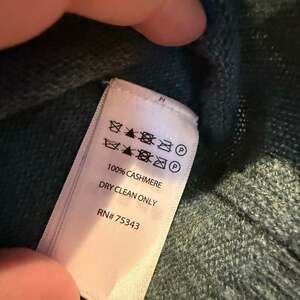 Ⓟ
Ⓟ
100% CASHMERE
DRY CLEAN ONLY
RN# 75343